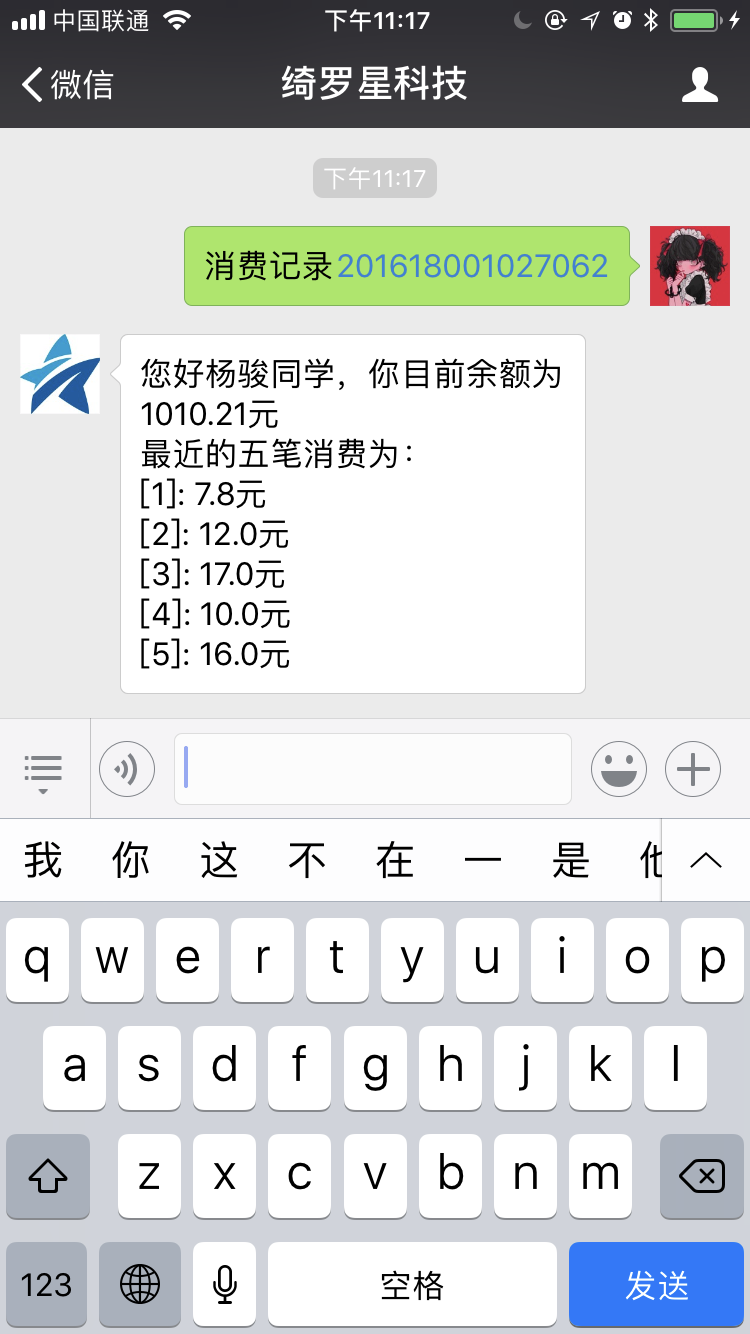 中国联通 下午11:17
微信 绮罗星科技
下午11:17
消费记录201618001027062
您好杨骏同学，你目前余额为
1010.21元
最近的五笔消费为：
[1]: 7.8元
[2]: 12.0元
[3]: 17.0元
[4]: 10.0元
[5]: 16.0元
我 你 这 不 在 一 是 他
q w e r t y u i o p
a s d f g h j k l
z x c v b n m
123 空格 发送